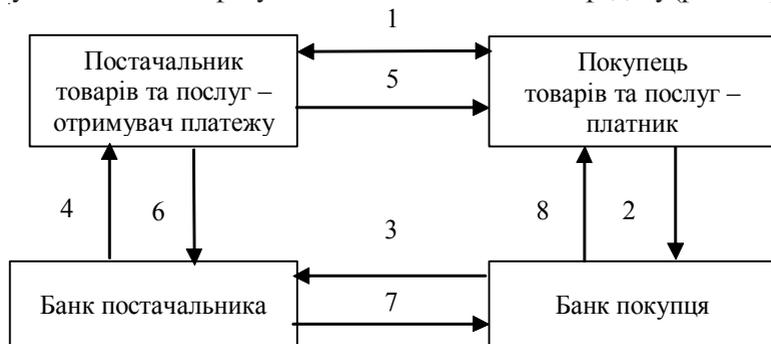 1
Постачальник
товарів та послуг –
отримувач платежу
5
Покупець
товарів та послуг –
платник
4
6
3
8
2
Банк постачальника
7
Банк покупця